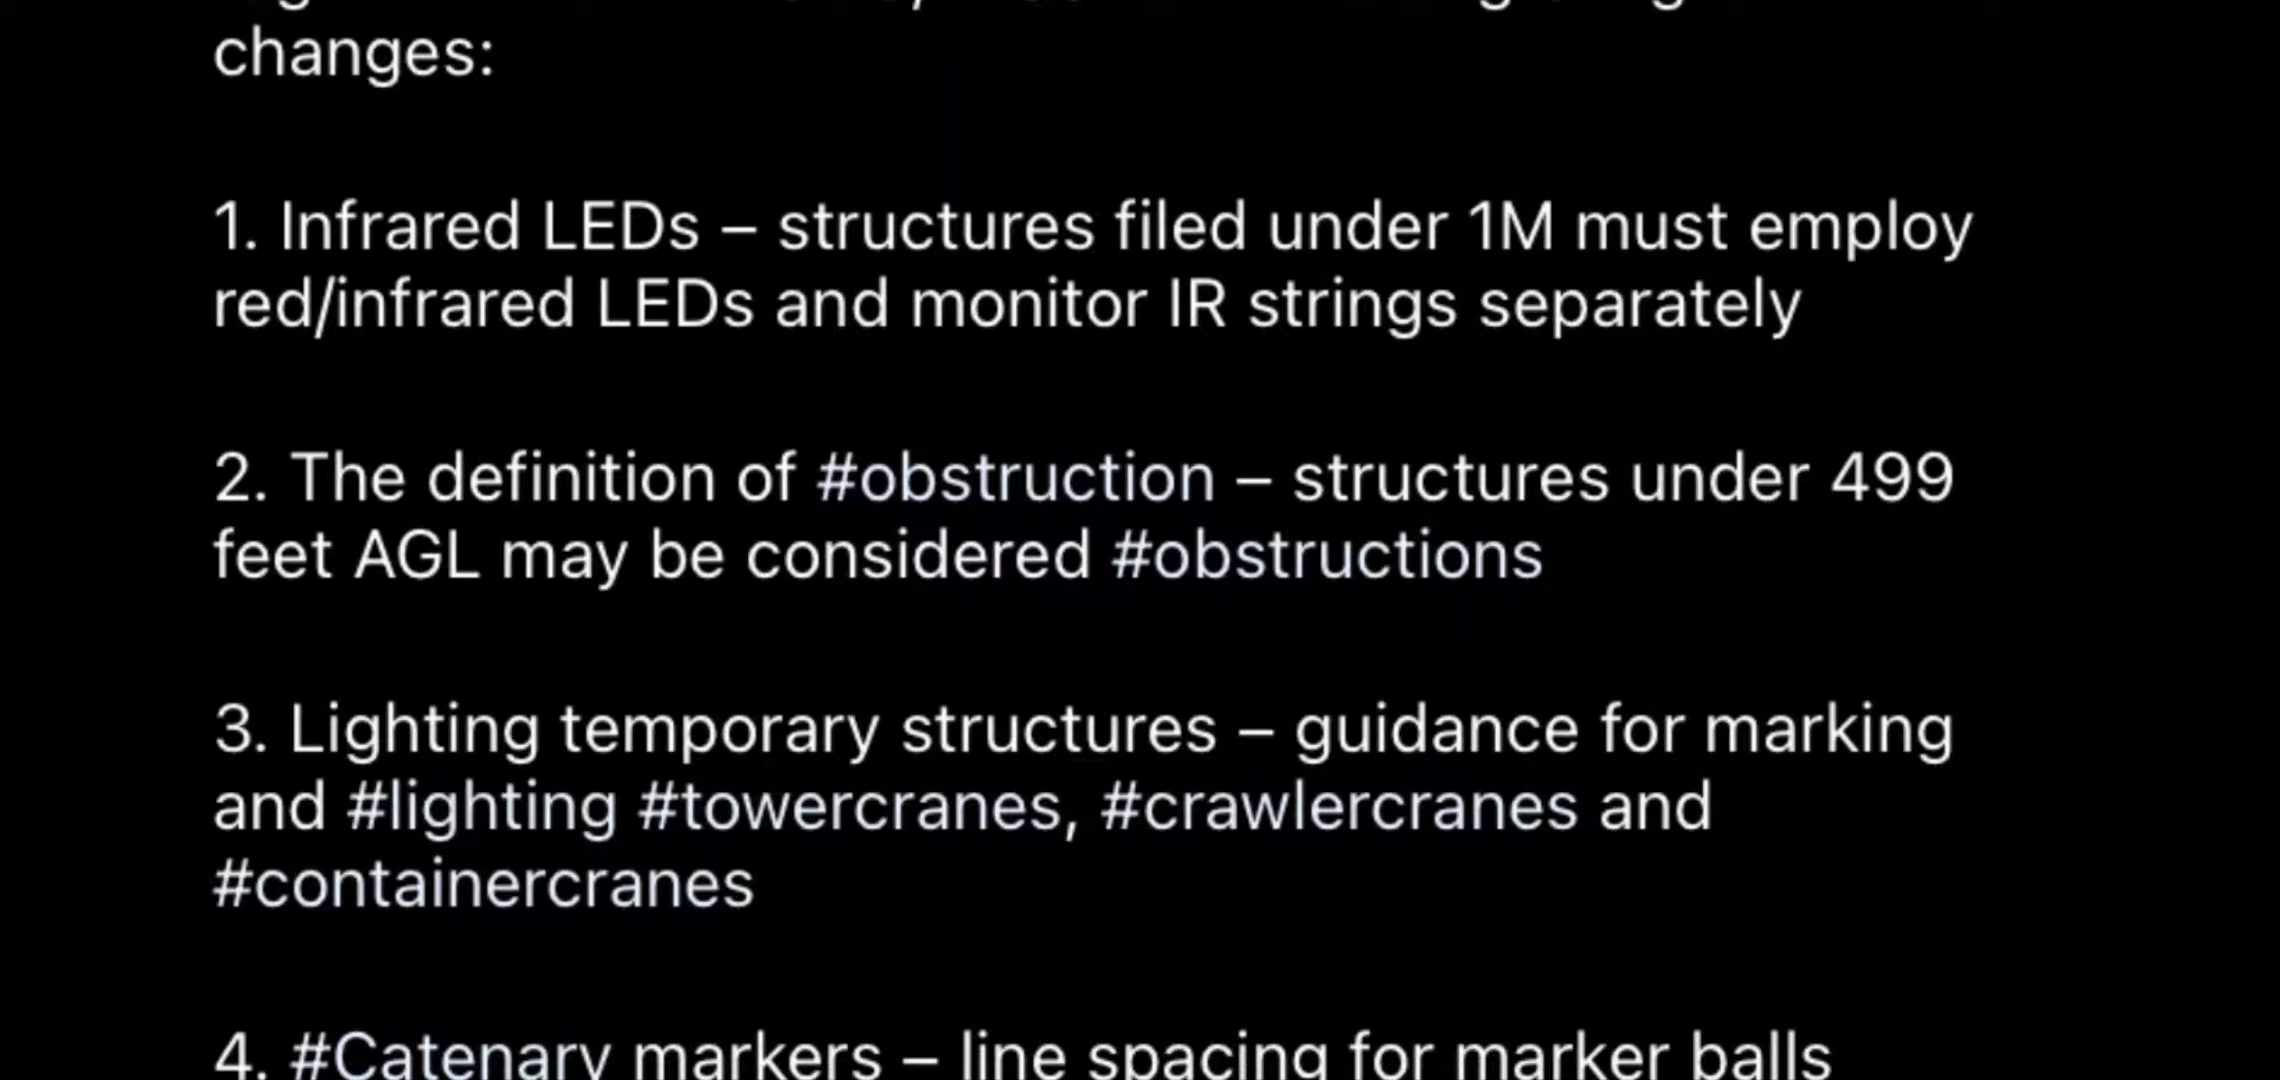 changes:
1. Infrared LEDs – structures filed under 1M must employ
red/infrared LEDs and monitor IR strings separately
2. The definition of #obstruction – structures under 499
feet AGL may be considered #obstructions
3. Lighting temporary structures – guidance for marking
and #lighting #towercranes, #crawlercranes and
#containercranes
4. #Catenary markers – line spacing for marker balls